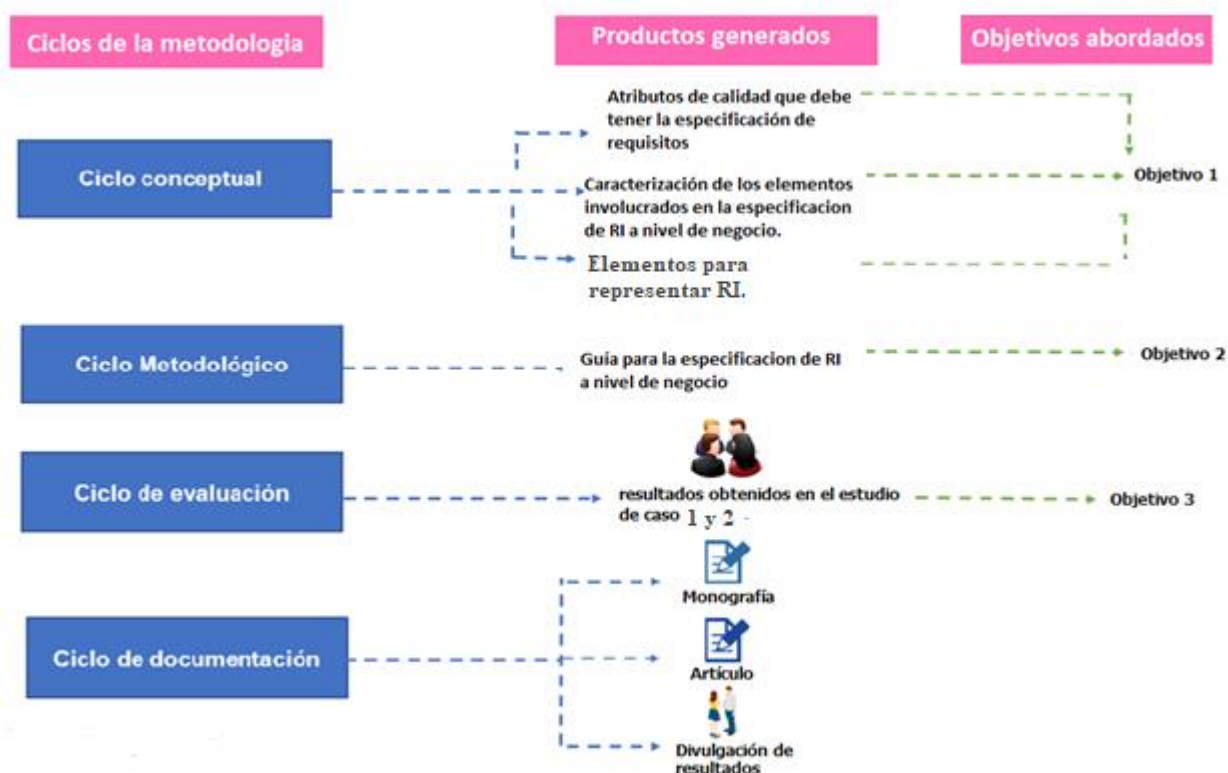 Ciclos de la metodologia
Productos generados
Objetivos abordados
Ciclo conceptual
Atributos de calidad que debe
tener la especificación de
requisitos
Caracterización de los elementos
involucrados en la especificacion
de RI a nivel de negocio.
Elementos para
representar RI.
Objetivo 1
Ciclo Metodológico
Guía para la especificacion de RI
a nivel de negocio
Objetivo 2
Ciclo de evaluación
resultados obtenidos en el estudio
de caso 1 y 2
Objetivo 3
Ciclo de documentación
Monografía
Artículo
Divulgación de
resultados